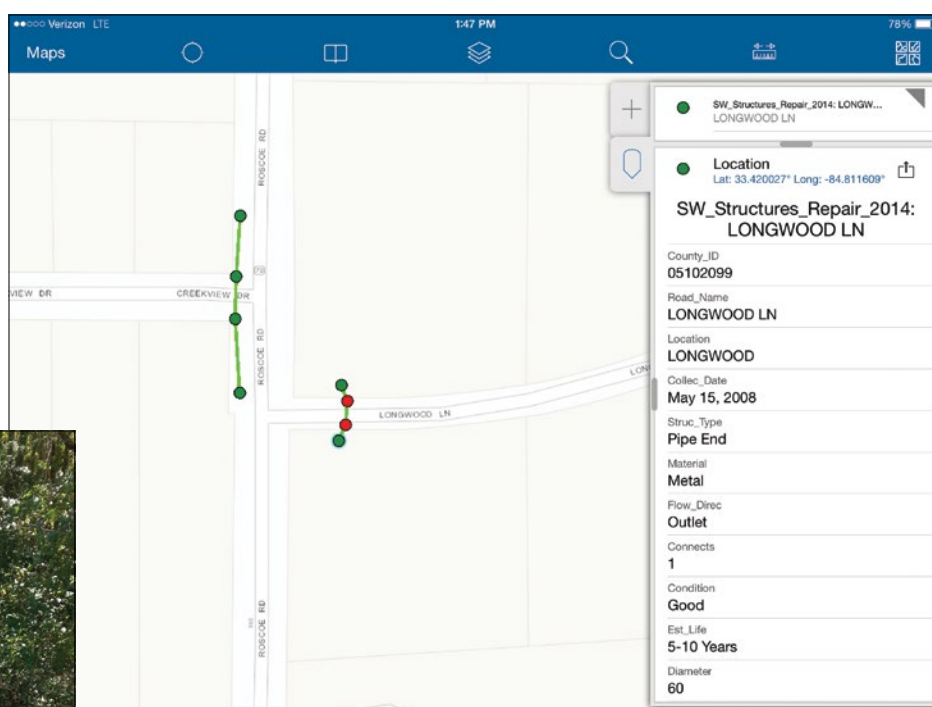 Verizon LTE
1:47 PM
78%
Maps
SW_Structures_Repair_2014: LONGW...
LONGWOOD LN
Location
Lat: 33.420027° Long: -84.811609°
SW_Structures_Repair_2014:
LONGWOOD LN
County_ID
05102099
Road_Name
LONGWOOD LN
Location
LONGWOOD
Collec_Date
May 15, 2008
Struc_Type
Pipe End
Material
Metal
Flow_Direc
Outlet
Connects
1
Condition
Good
Est_Life
5-10 Years
Diameter
60
ROSCOE RD
VIEW DR
CREEKVIEW DR
ROSCOE RD
LONGWOOD LN
LON
ROSCOE RD